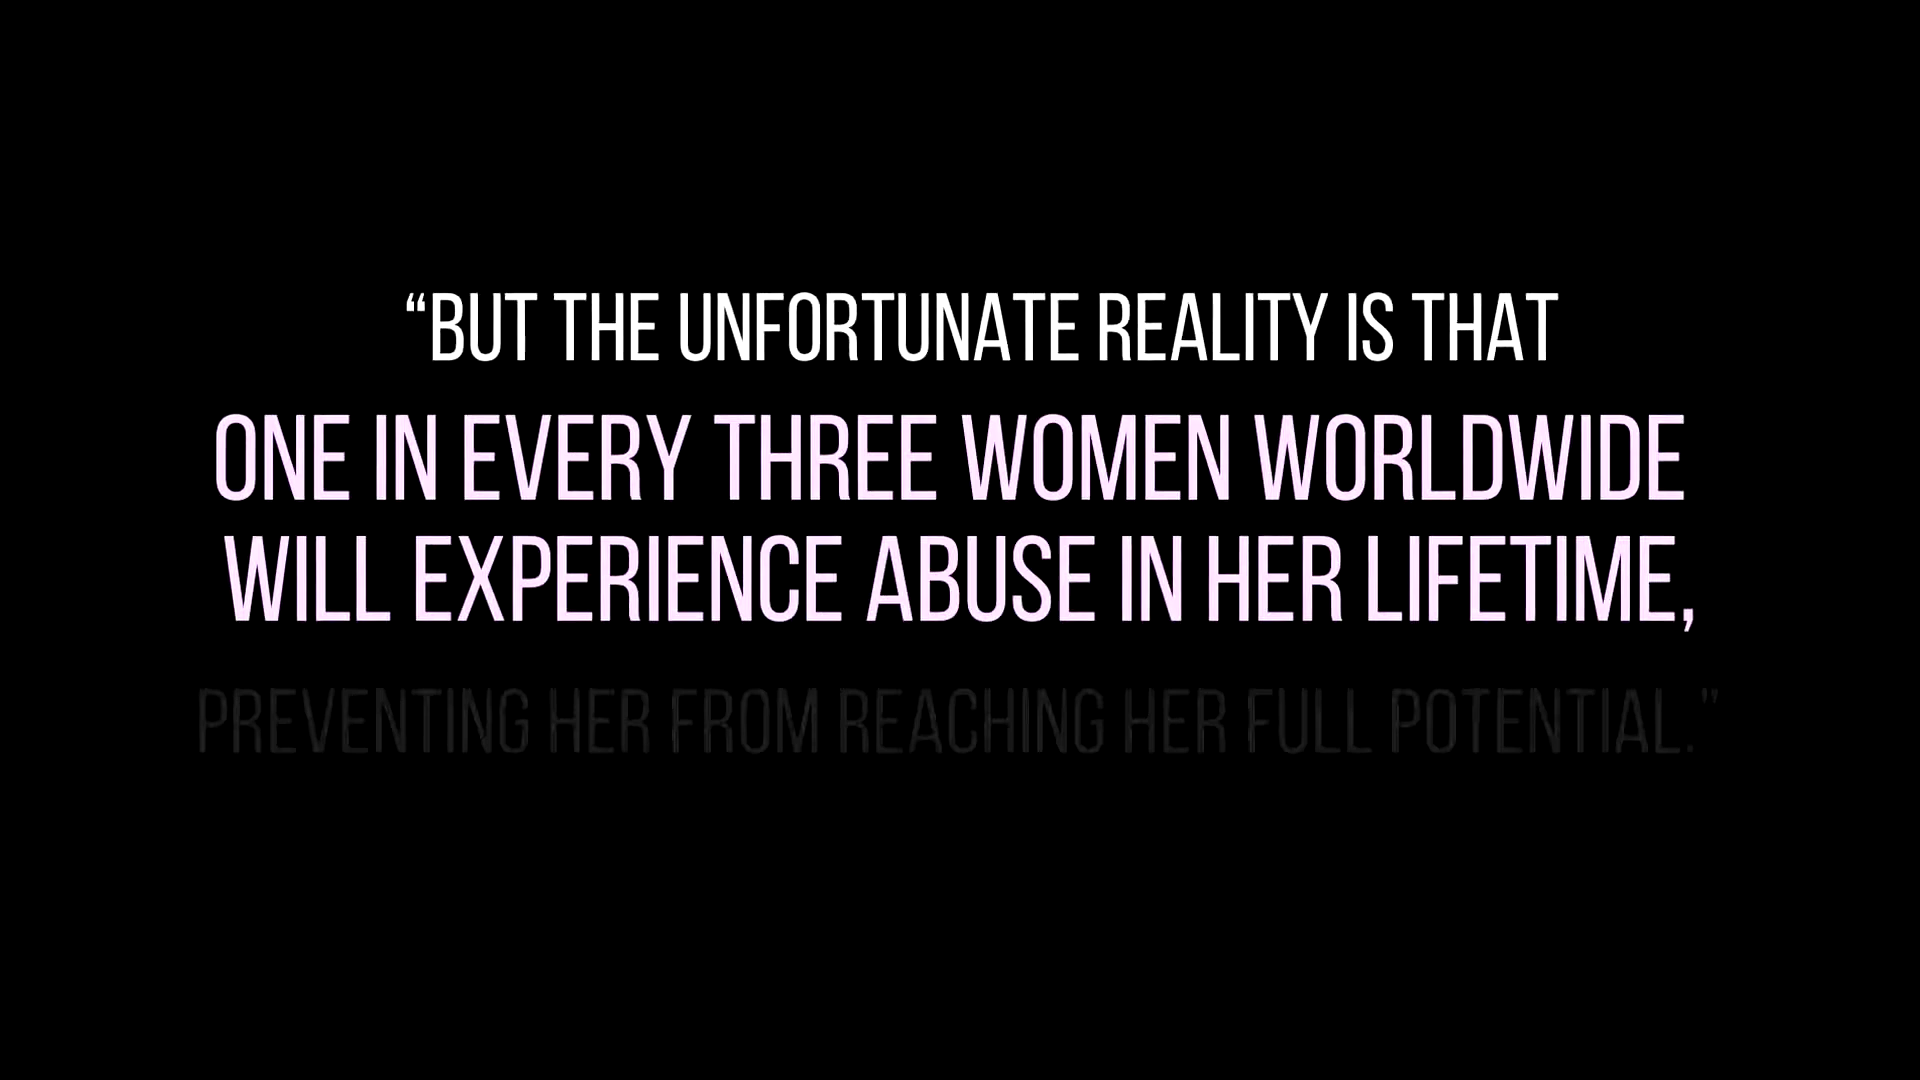 “BUT THE UNFORTUNATE REALITY IS THAT
ONE IN EVERY THREE WOMEN WORLDWIDE
WILL EXPERIENCE ABUSE IN HER LIFETIME,
PREVENTING HER FROM REACHING HER FULL POTENTIAL.”